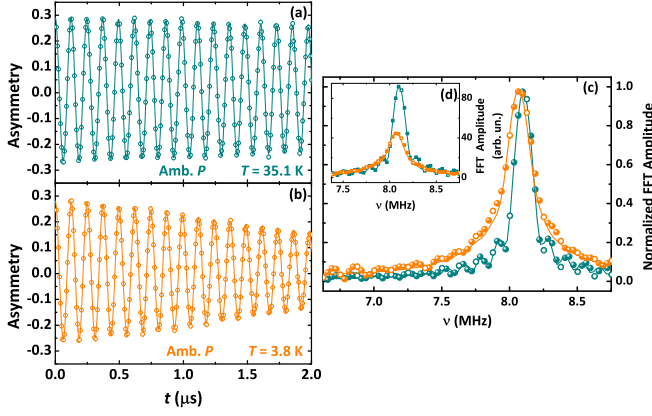 (a)
0.3
0.2
0.1
0.0
-0.1
-0.2
-0.3
Asymmetry
Amb. P T = 35.1 K
(b)
0.3
0.2
0.1
0.0
-0.1
-0.2
-0.3
Asymmetry
Amb. P T = 3.8 K
0.0 0.5 1.0 1.5 2.0
t (μs)
(d)
80
40
0
FFT Amplitude
(arb. un.)
7.5 8.0 8.5
ν (MHz)
(c)
1.0
0.8
0.6
0.4
0.2
0.0
Normalized FFT Amplitude
7.0 7.5 8.0 8.5
ν (MHz)